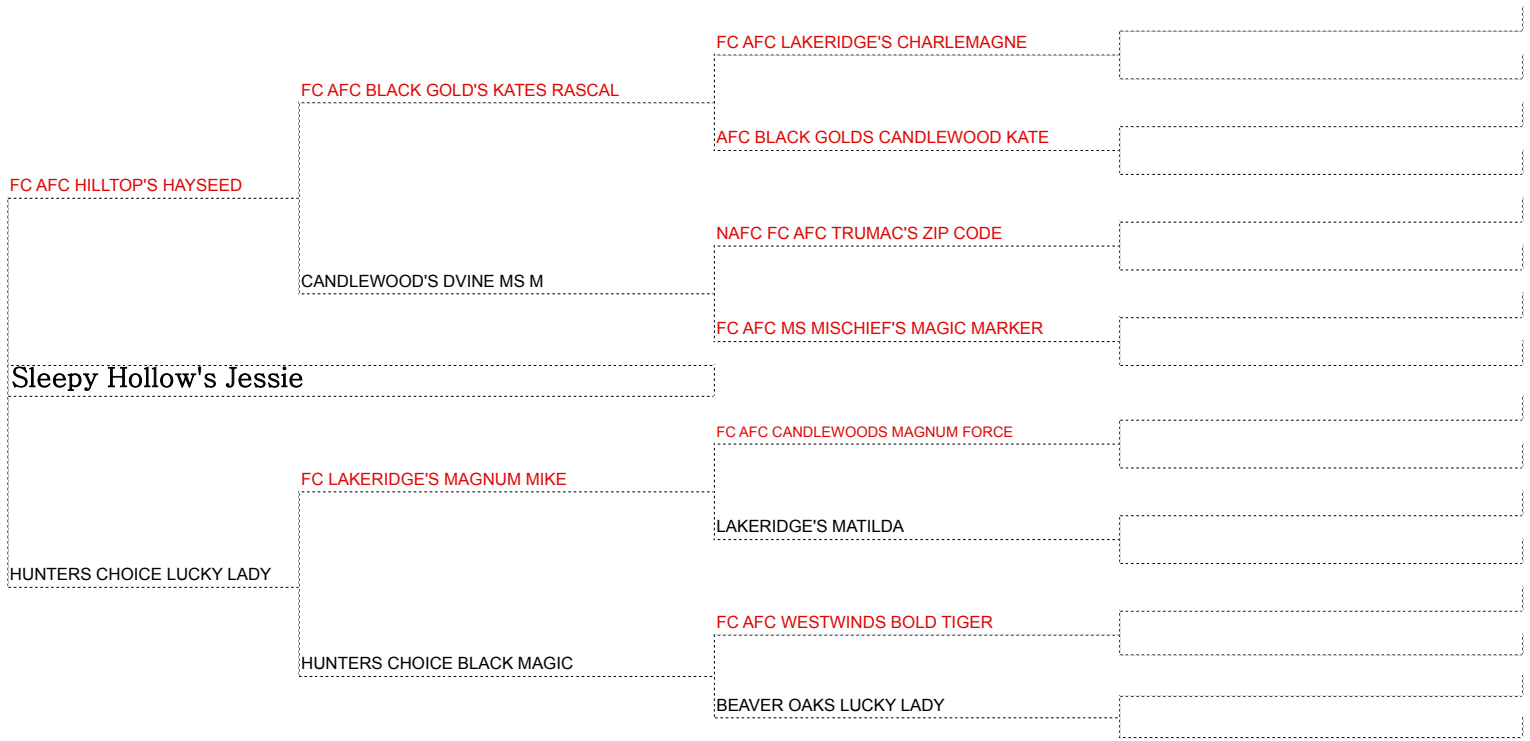 FC AFC LAKERIDGE'S CHARLEMAGNE
FC AFC BLACK GOLD'S KATES RASCAL
AFC BLACK GOLDS CANDLEWOOD KATE
FC AFC HILLTOP'S HAYSEED
NAFC FC AFC TRUMAC'S ZIP CODE
CANDLEWOOD'S DVINE MS M
FC AFC MS MISCHIEF'S MAGIC MARKER
Sleepy Hollow's Jessie
FC AFC CANDLEWOODS MAGNUM FORCE
FC LAKERIDGE'S MAGNUM MIKE
LAKERIDGE'S MATILDA
HUNTERS CHOICE LUCKY LADY
FC AFC WESTWINDS BOLD TIGER
HUNTERS CHOICE BLACK MAGIC
BEAVER OAKS LUCKY LADY